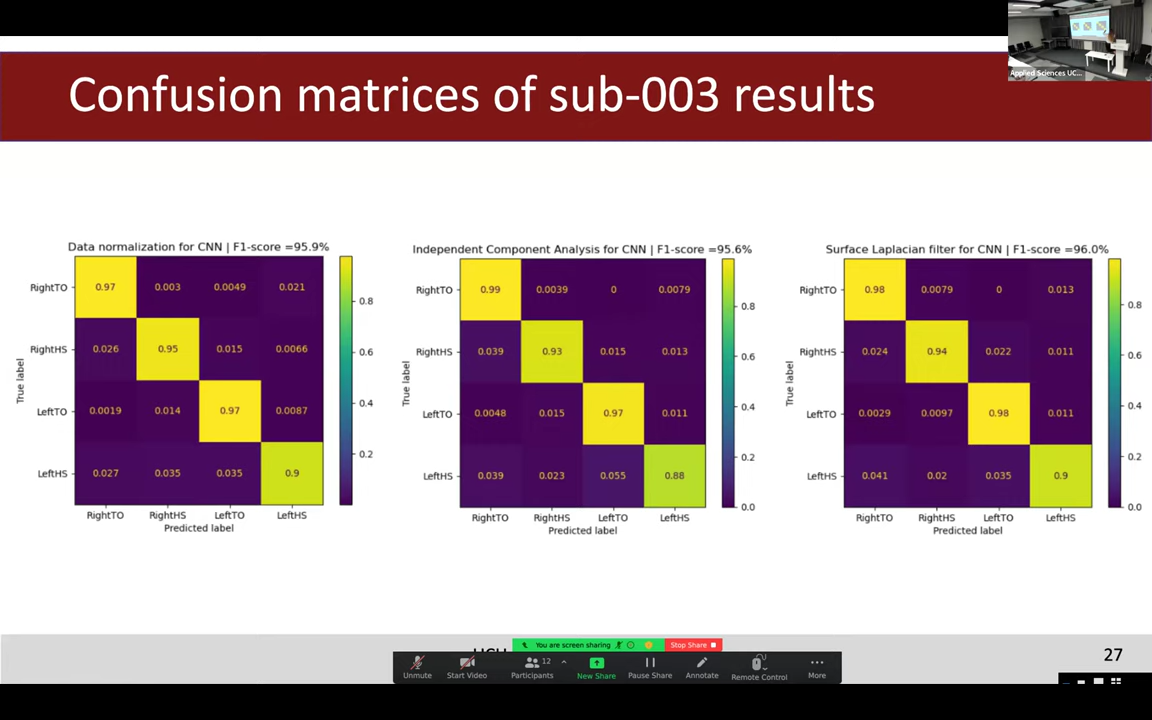 Applied Sciences UC...
Confusion matrices of sub-003 results
Data normalization for CNN | F1-score =95.9%
True label
RightTO 0.97 0.003 0.0049 0.021
RightHS 0.026 0.95 0.015 0.0066
LeftTO 0.0019 0.014 0.97 0.0087
LeftHS 0.027 0.035 0.035 0.9
RightTO RightHS LeftTO LeftHS
Predicted label
0.8
0.6
0.4
0.2
Independent Component Analysis for CNN | F1-score =95.6%
True label
RightTO 0.99 0.0039 0 0.0079
RightHS 0.039 0.93 0.015 0.013
LeftTO 0.0048 0.015 0.97 0.011
LeftHS 0.039 0.023 0.055 0.88
RightTO RightHS LeftTO LeftHS
Predicted label
0.8
0.6
0.4
0.2
0.0
Surface Laplacian filter for CNN | F1-score =96.0%
True label
RightTO 0.98 0.0079 0 0.013
RightHS 0.024 0.94 0.022 0.011
LeftTO 0.0029 0.0097 0.98 0.011
LeftHS 0.041 0.02 0.035 0.9
RightTO RightHS LeftTO LeftHS
Predicted label
0.8
0.6
0.4
0.2
0.0
27
You are screen sharing
Stop Share
Unmute
Start Video
Participants 12
New Share
Pause Share
Annotate
Remote Control
More